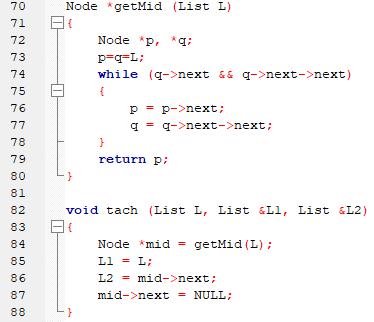 70 Node *getMid (List L)
71 {
72 Node *p, *q;
73 p=q=L;
74 while (q->next && q->next->next)
75 {
76 p = p->next;
77 q = q->next->next;
78 }
79 return p;
80 }
81
82 void tach (List L, List &L1, List &L2)
83 {
84 Node *mid = getMid(L);
85 L1 = L;
86 L2 = mid->next;
87 mid->next = NULL;
88 }